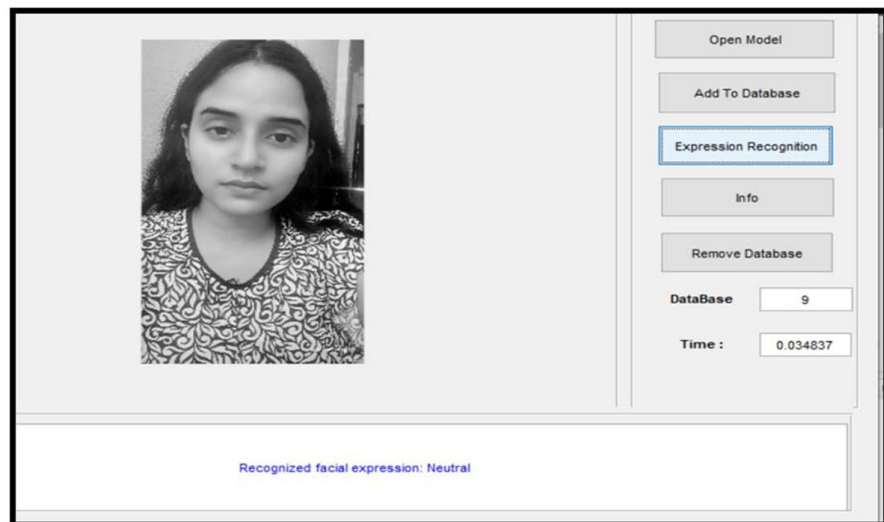 Open Model
Add To Database
Expression Recognition
Info
Remove Database
DataBase 9
Time : 0.034837
Recognized facial expression: Neutral